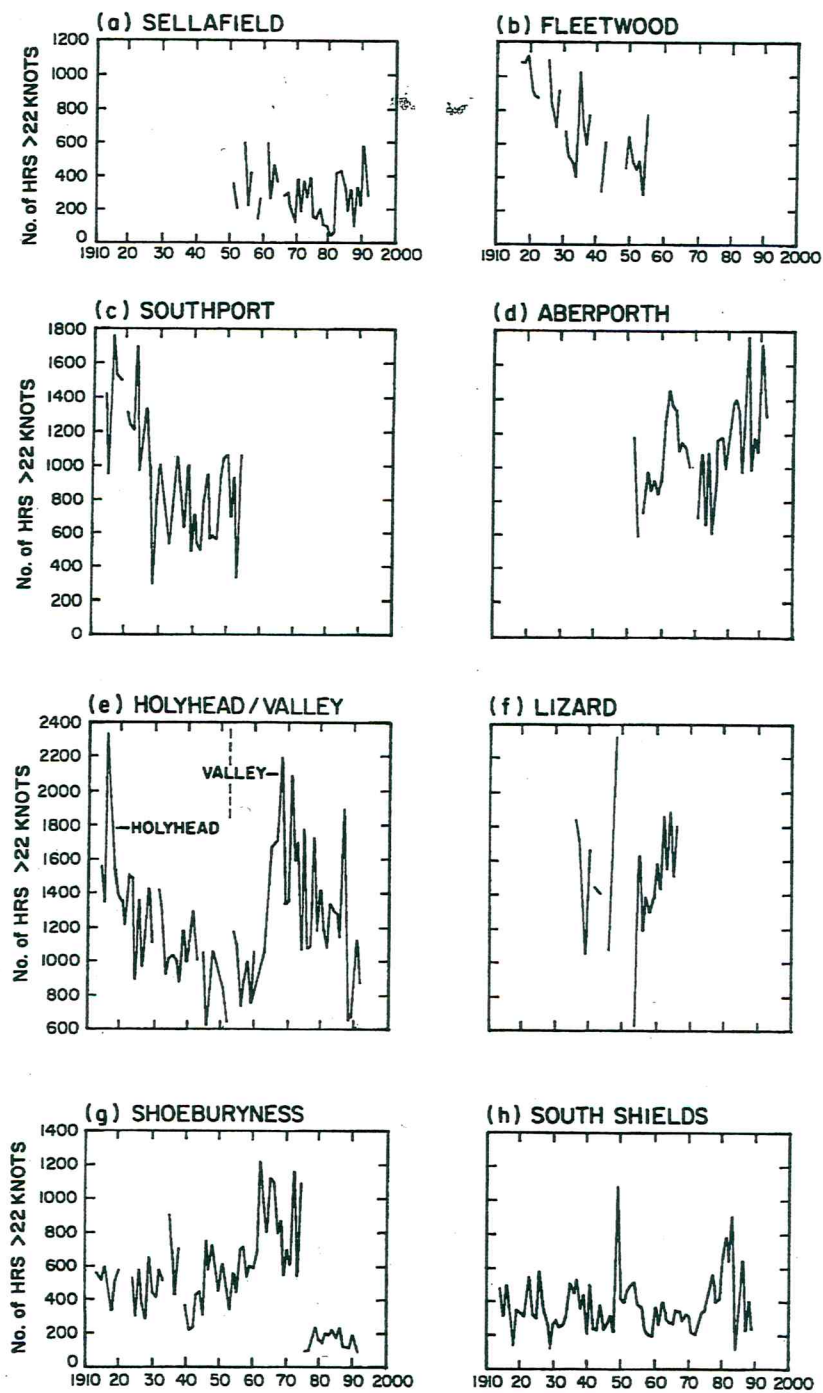 (a) SELLAFIELD
(b) FLEETWOOD
No. of HRS >22 KNOTS
1200
1000
800
600
400
200
0
1910 20 30 40 50 60 70 80 90 2000
1910 20 30 40 50 60 70 80 90 2000
(c) SOUTHPORT
(d) ABERPORTH
No. of HRS >22 KNOTS
1800
1400
1200
1000
800
600
400
200
0
(e) HOLYHEAD/VALLEY
(f) LIZARD
No. of HRS >22 KNOTS
2400
2200
2000
1800
1600
1400
1200
1000
800
600
VALLEY
HOLYHEAD
(g) SHOEBURYNESS
(h) SOUTH SHIELDS
No. of HRS >22 KNOTS
1400
1200
1000
800
600
400
200
0
1910 20 30 40 50 60 70 80 90 2000
1910 20 30 40 50 60 70 80 90 2000